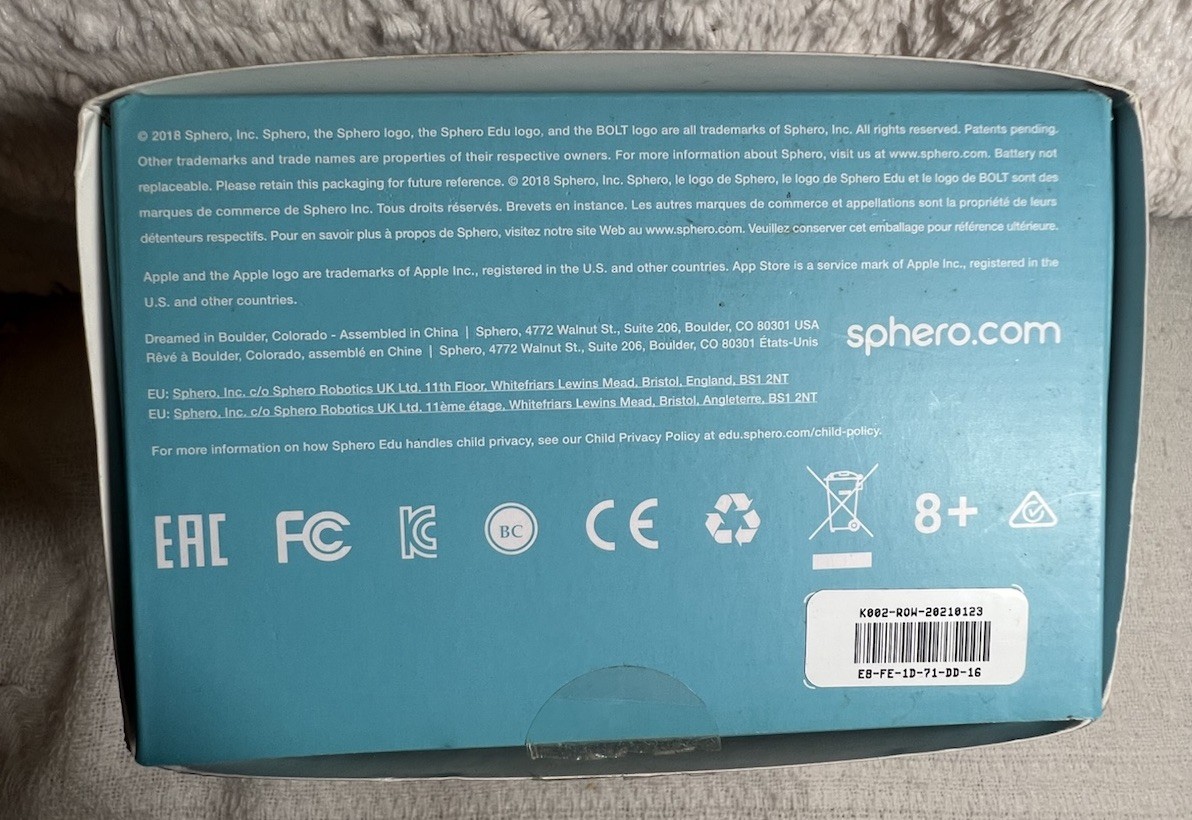 © 2018 Sphero, Inc. Sphero, the Sphero logo, the Sphero Edu logo, and the BOLT logo are all trademarks of Sphero, Inc. All rights reserved. Patents pending.
Other trademarks and trade names are properties of their respective owners. For more information about Sphero, visit us at www.sphero.com. Battery not
replaceable. Please retain this packaging for future reference. © 2018 Sphero, Inc. Sphero, le logo de Sphero, le logo de Sphero Edu et le logo de BOLT sont des
marques de commerce de Sphero Inc. Tous droits réservés. Brevets en instance. Les autres marques de commerce et appellations sont la propriété de leurs
détenteurs respectifs. Pour en savoir plus à propos de Sphero, visitez notre site Web au www.sphero.com. Veuillez conserver cet emballage pour référence ultérieure.
Apple and the Apple logo are trademarks of Apple Inc., registered in the U.S. and other countries. App Store is a service mark of Apple Inc., registered in the
U.S. and other countries.
Dreamed in Boulder, Colorado - Assembled in China | Sphero, 4772 Walnut St., Suite 206, Boulder, CO 80301 USA
Rêvé à Boulder, Colorado, assemblé en Chine | Sphero, 4772 Walnut St., Suite 206, Boulder, CO 80301 États-Unis
sphero.com
EU: Sphero, Inc. c/o Sphero Robotics UK Ltd. 11th Floor, Whitefriars Lewins Mead, Bristol, England, BS1 2NT
EU: Sphero, Inc. c/o Sphero Robotics UK Ltd. 11ème étage, Whitefriars Lewins Mead, Bristol, Angleterre, BS1 2NT
For more information on how Sphero Edu handles child privacy, see our Child Privacy Policy at edu.sphero.com/child-policy.
EAC FC KC BC CE 8+
K002-ROW-20210123
E8-FE-1D-71-DD-16